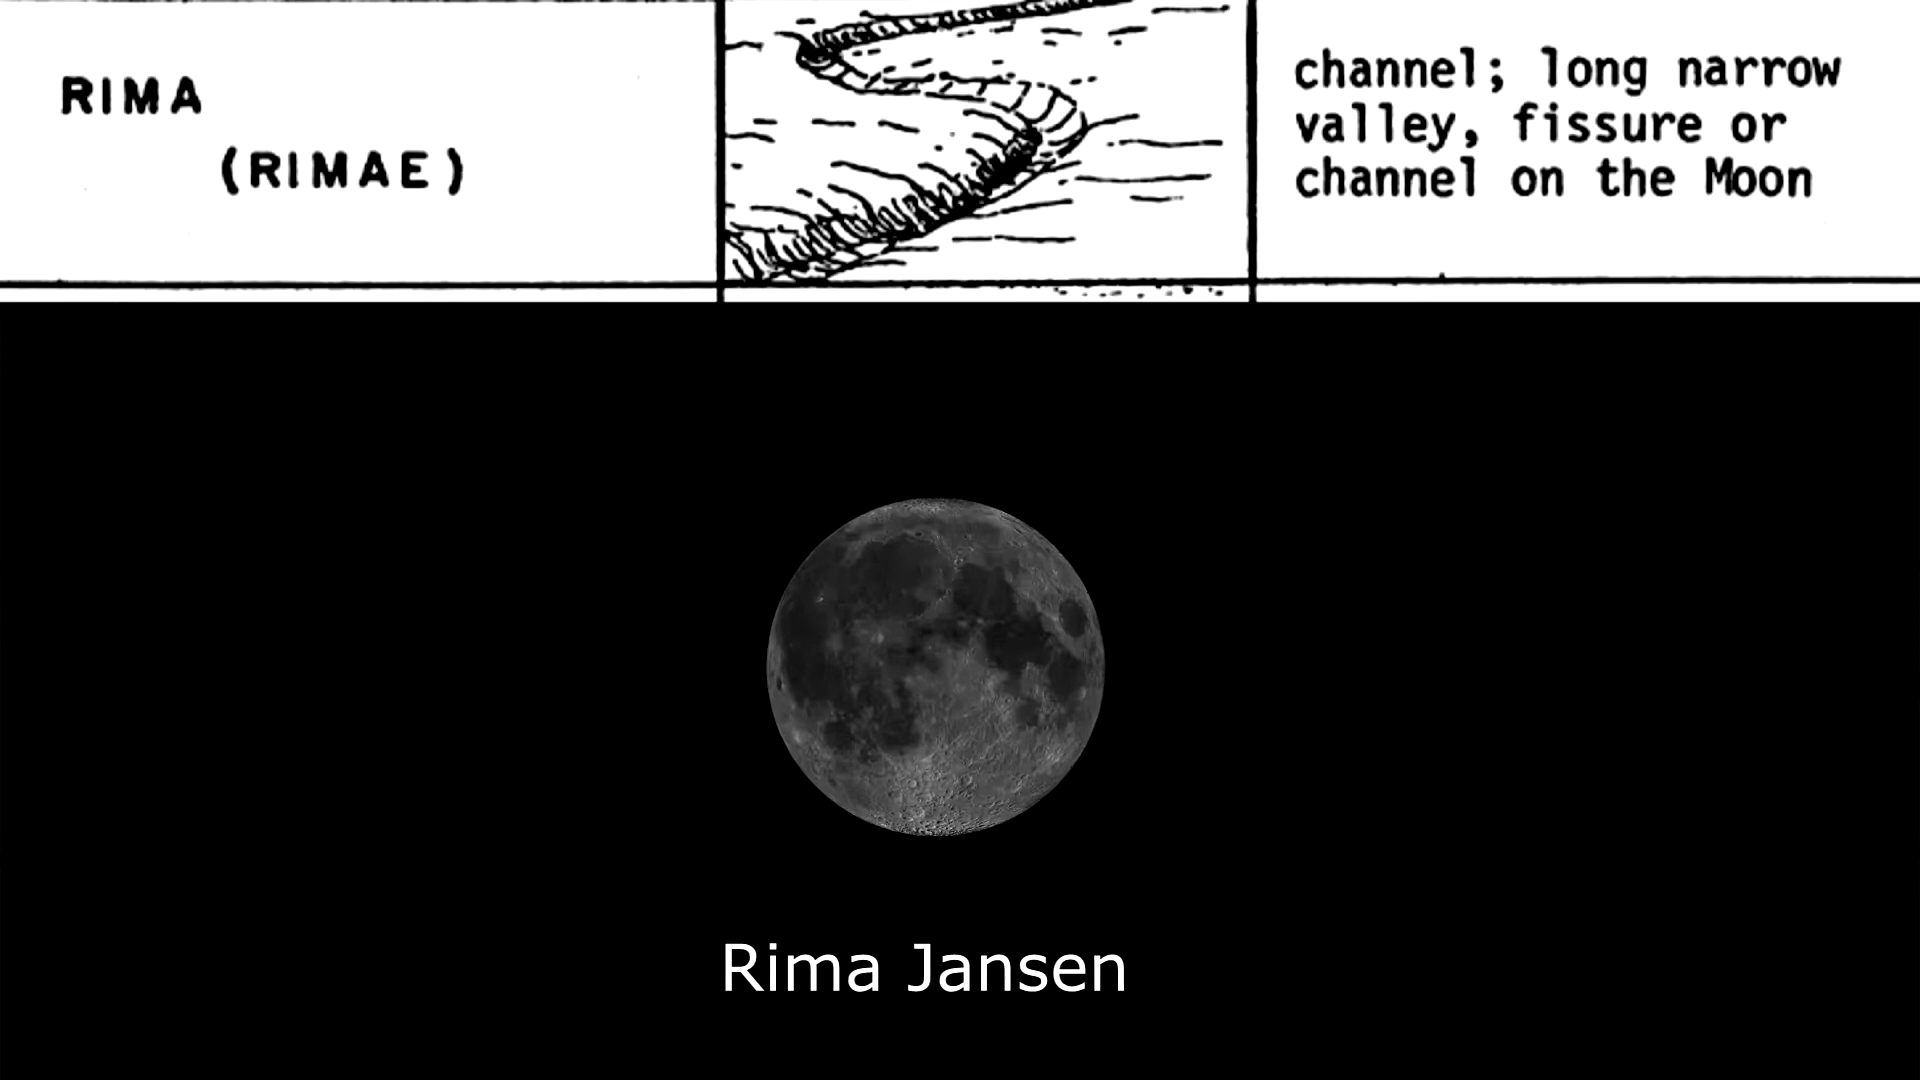 RIMA
(RIMAE)
channel; long narrow
valley, fissure or
channel on the Moon
Rima Jansen